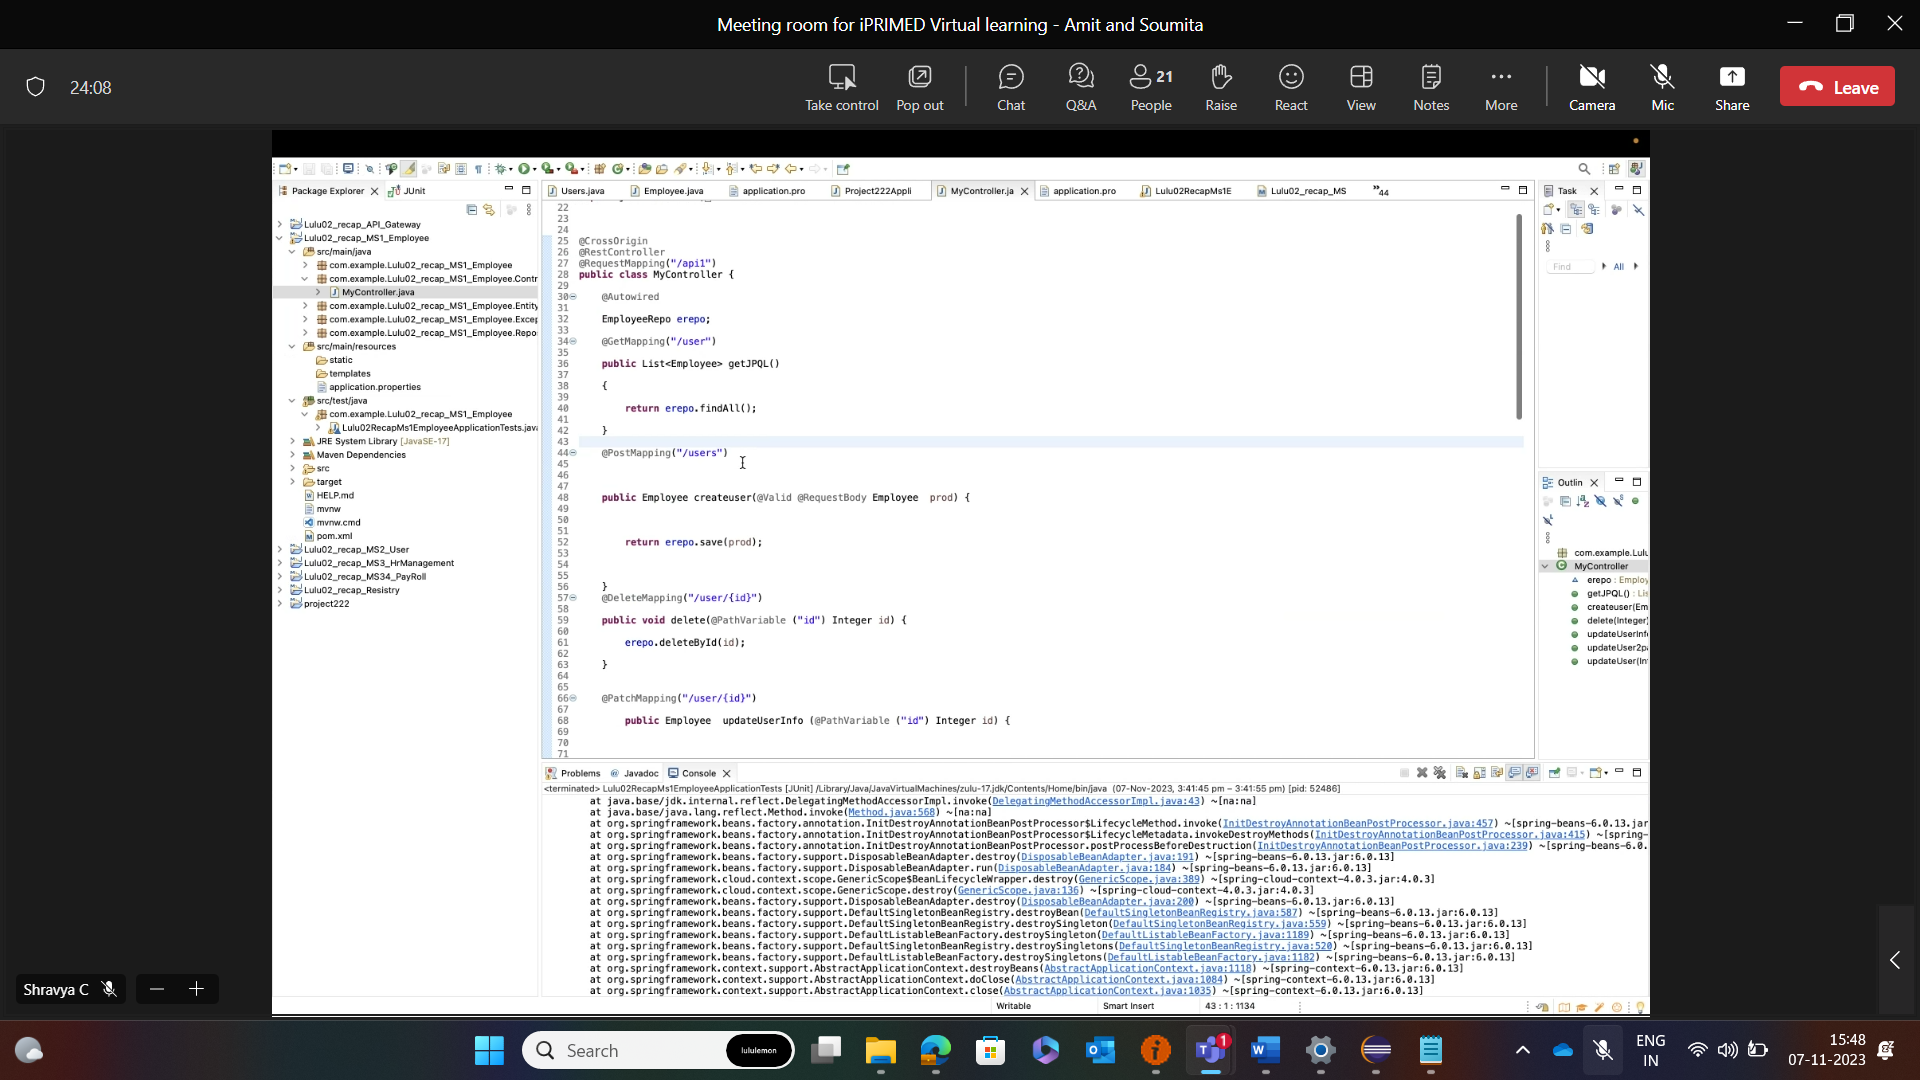 Meeting room for iPRIMED Virtual learning - Amit and Soumita
24:08
Take control
Pop out
Chat
Q&A
21
People
Raise
React
View
Notes
More
Camera
Mic
Share
Leave
Package Explorer
JUnit
Users.java
Employee.java
application.pro
Project222Appli
MyController.ja
application.pro
Lulu02RecapMs1E
Lulu02_recap_MS
44
Task
Lulu02_recap_API_Gateway
Lulu02_recap_MS1_Employee
src/main/java
com.example.Lulu02_recap_MS1_Employee
com.example.Lulu02_recap_MS1_Employee.Contr
MyController.java
com.example.Lulu02_recap_MS1_Employee.Entity
com.example.Lulu02_recap_MS1_Employee.Excep
com.example.Lulu02_recap_MS1_Employee.Repo
src/main/resources
static
templates
application.properties
src/test/java
com.example.Lulu02_recap_MS1_Employee
Lulu02RecapMs1EmployeeApplicationTests.java
JRE System Library [JavaSE-17]
Maven Dependencies
src
target
HELP.md
mvnw
mvnw.cmd
pom.xml
Lulu02_recap_MS2_User
Lulu02_recap_MS3_HrManagement
Lulu02_recap_MS34_PayRoll
Lulu02_recap_Resistry
project222
22
23
24
25 @CrossOrigin
26 @RestController
27 @RequestMapping("/api1")
28 public class MyController {
29
30 @Autowired
31
32 EmployeeRepo erepo;
33
34 @GetMapping("/user")
35
36 public List<Employee> getJPQL()
37
38 {
39
40 return erepo.findAll();
41
42 }
43
44 @PostMapping("/users")
45
46
47
48 public Employee createuser(@Valid @RequestBody Employee prod) {
49
50
51
52 return erepo.save(prod);
53
54
55
56 }
57 @DeleteMapping("/user/{id}")
58
59 public void delete(@PathVariable ("id") Integer id) {
60
61 erepo.deleteById(id);
62
63 }
64
65
66 @PatchMapping("/user/{id}")
67
68 public Employee updateUserInfo (@PathVariable ("id") Integer id) {
69
70
71
Find
All
Outlin
com.example.Lulu
MyController
erepo : Employ
getJPQL() : Lis
createuser(Em
delete(Integer)
updateUserInf
updateUser2p
updateUser(In
Problems
Javadoc
Console
<terminated> Lulu02RecapMs1EmployeeApplicationTests [JUnit] /Library/Java/JavaVirtualMachines/zulu-17.jdk/Contents/Home/bin/java (07-Nov-2023, 3:41:45 pm – 3:41:55 pm) [pid: 52486]
at java.base/jdk.internal.reflect.DelegatingMethodAccessorImpl.invoke(DelegatingMethodAccessorImpl.java:43) ~[na:na]
at java.base/java.lang.reflect.Method.invoke(Method.java:568) ~[na:na]
at org.springframework.beans.factory.annotation.InitDestroyAnnotationBeanPostProcessor$LifecycleMethod.invoke(InitDestroyAnnotationBeanPostProcessor.java:457) ~[spring-beans-6.0.13.jar
at org.springframework.beans.factory.annotation.InitDestroyAnnotationBeanPostProcessor$LifecycleMetadata.invokeDestroyMethods(InitDestroyAnnotationBeanPostProcessor.java:415) ~[spring-
at org.springframework.beans.factory.annotation.InitDestroyAnnotationBeanPostProcessor.postProcessBeforeDestruction(InitDestroyAnnotationBeanPostProcessor.java:239) ~[spring-beans-6.0.
at org.springframework.beans.factory.support.DisposableBeanAdapter.destroy(DisposableBeanAdapter.java:191) ~[spring-beans-6.0.13.jar:6.0.13]
at org.springframework.beans.factory.support.DisposableBeanAdapter.run(DisposableBeanAdapter.java:184) ~[spring-beans-6.0.13.jar:6.0.13]
at org.springframework.cloud.context.scope.GenericScope$BeanLifecycleWrapper.destroy(GenericScope.java:389) ~[spring-cloud-context-4.0.3.jar:4.0.3]
at org.springframework.cloud.context.scope.GenericScope.destroy(GenericScope.java:136) ~[spring-cloud-context-4.0.3.jar:4.0.3]
at org.springframework.beans.factory.support.DisposableBeanAdapter.destroy(DisposableBeanAdapter.java:200) ~[spring-beans-6.0.13.jar:6.0.13]
at org.springframework.beans.factory.support.DefaultSingletonBeanRegistry.destroyBean(DefaultSingletonBeanRegistry.java:587) ~[spring-beans-6.0.13.jar:6.0.13]
at org.springframework.beans.factory.support.DefaultSingletonBeanRegistry.destroySingleton(DefaultSingletonBeanRegistry.java:559) ~[spring-beans-6.0.13.jar:6.0.13]
at org.springframework.beans.factory.support.DefaultListableBeanFactory.destroySingleton(DefaultListableBeanFactory.java:1189) ~[spring-beans-6.0.13.jar:6.0.13]
at org.springframework.beans.factory.support.DefaultSingletonBeanRegistry.destroySingletons(DefaultSingletonBeanRegistry.java:520) ~[spring-beans-6.0.13.jar:6.0.13]
at org.springframework.beans.factory.support.DefaultListableBeanFactory.destroySingletons(DefaultListableBeanFactory.java:1182) ~[spring-beans-6.0.13.jar:6.0.13]
at org.springframework.context.support.AbstractApplicationContext.destroyBeans(AbstractApplicationContext.java:1118) ~[spring-context-6.0.13.jar:6.0.13]
at org.springframework.context.support.AbstractApplicationContext.doClose(AbstractApplicationContext.java:1084) ~[spring-context-6.0.13.jar:6.0.13]
at org.springframework.context.support.AbstractApplicationContext.close(AbstractApplicationContext.java:1035) ~[spring-context-6.0.13.jar:6.0.13]
Writable
Smart Insert
43 : 1 : 1134
Shravya C
Search
lululemon
1
ENG
IN
15:48
07-11-2023